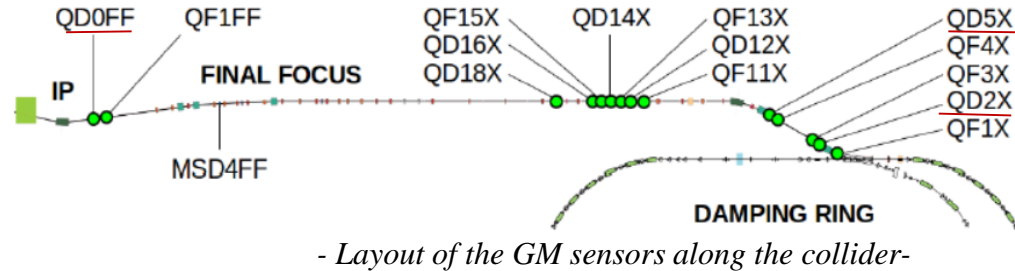 QD0FF QF1FF QF15X QD14X QF13X QD5X
QD16X QD12X QF4X
QD18X QF11X QF3X
IP FINAL FOCUS QD2X
QF1X
MSD4FF
DAMPING RING
- Layout of the GM sensors along the collider-